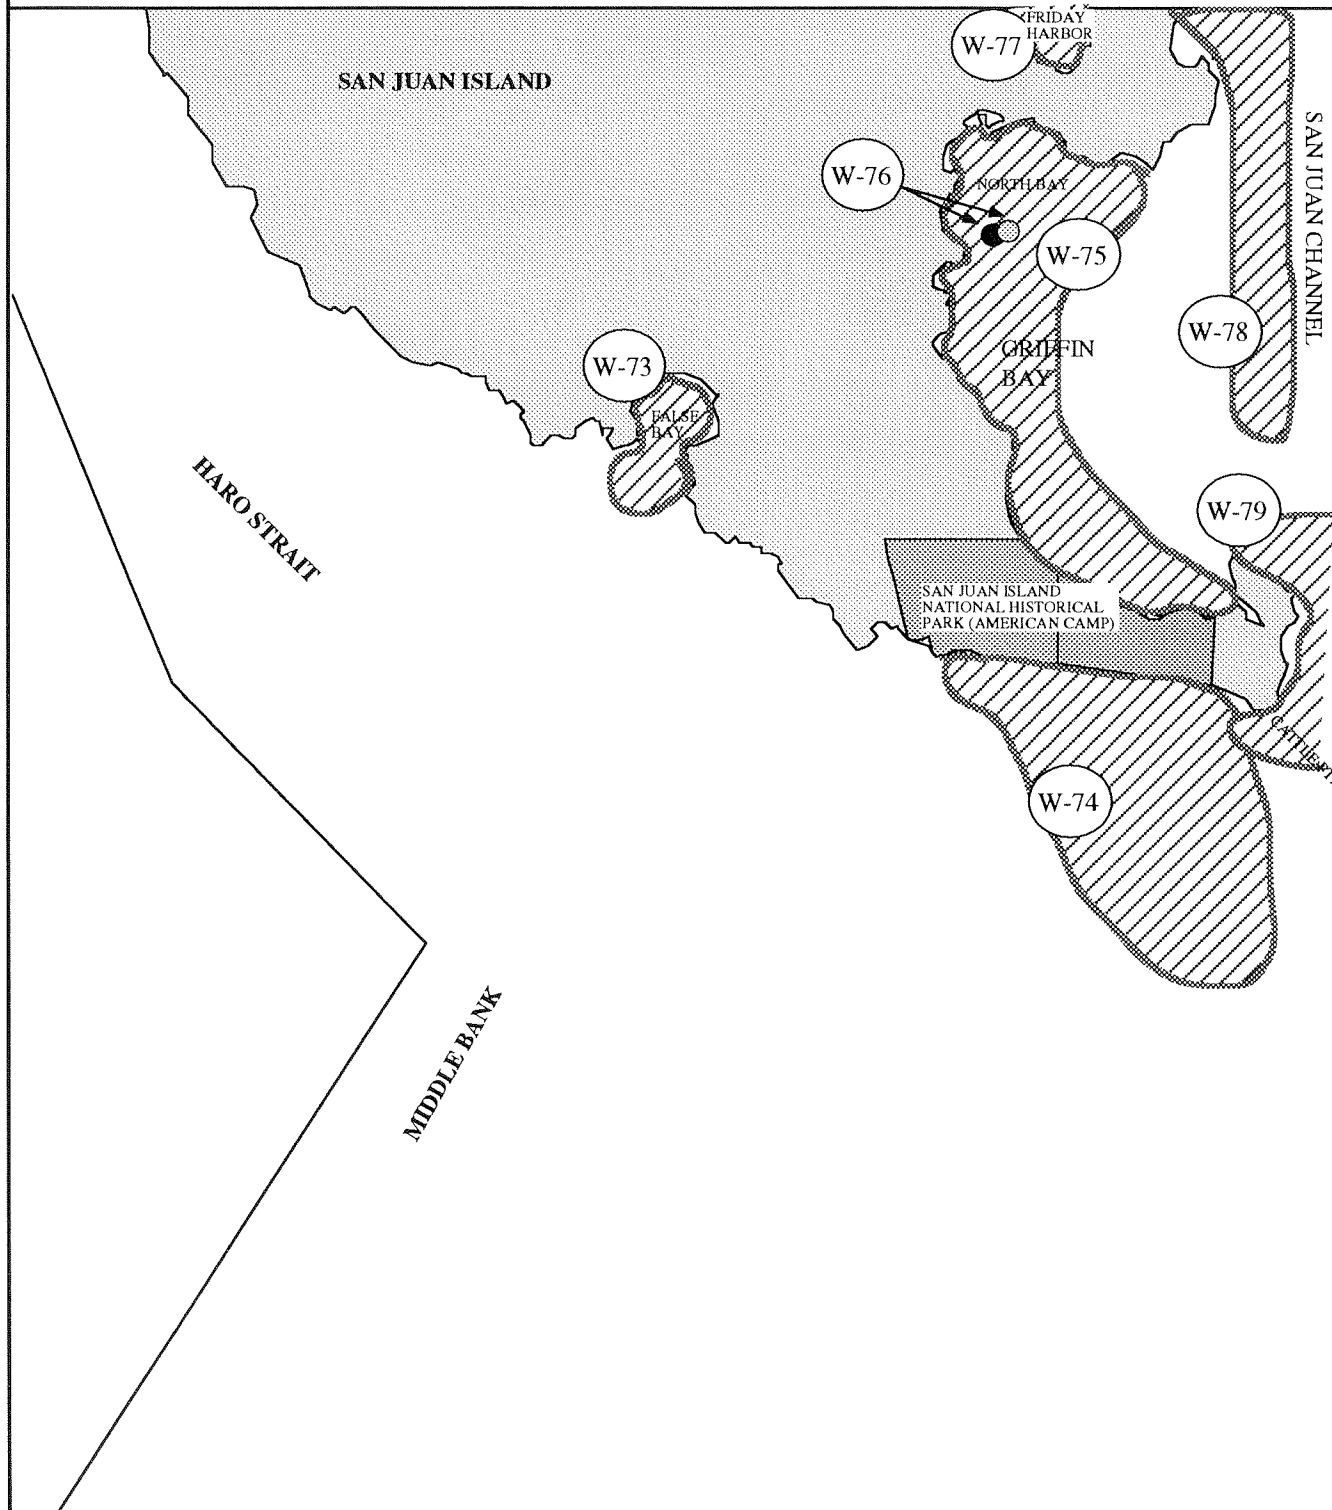 FRIDAY
HARBOR
W-77
SAN JUAN ISLAND
SAN JUAN CHANNEL
W-76
NORTH BAY
W-75
W-78
GRIFFIN
BAY
W-73
FALSE
BAY
HARO STRAIT
W-79
SAN JUAN ISLAND
NATIONAL HISTORICAL
PARK (AMERICAN CAMP)
CATTLE
W-74
MIDDLE BANK